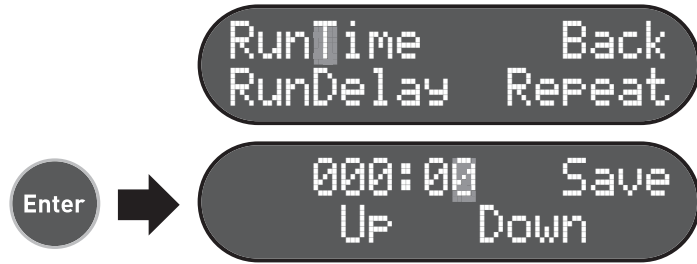 RunTime Back
RunDelay Repeat
Enter
000:00 Save
Up Down